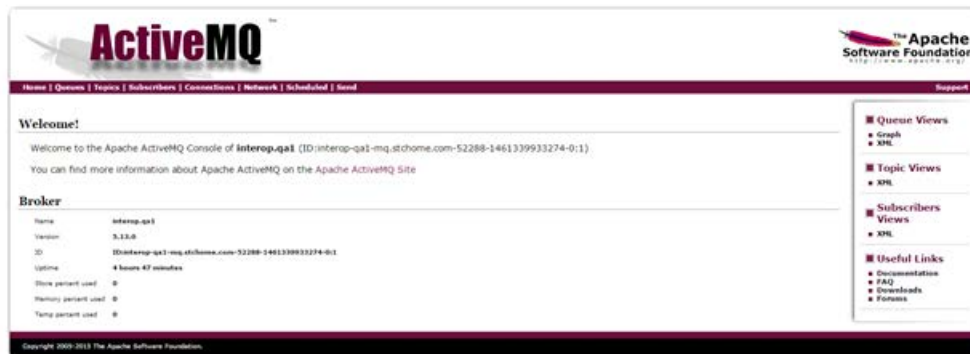 ActiveMQ
TM
The Apache
Software Foundation
http://www.apache.org/
Home | Queues | Topics | Subscribers | Connections | Network | Scheduled | Send
Support
Welcome!
Welcome to the Apache ActiveMQ Console of interop.qa1 (ID:interop-qa1-mq.stchome.com-52288-1461339933274-0:1)
You can find more information about Apache ActiveMQ on the Apache ActiveMQ Site
Broker
Name interop.qa1
Version 5.13.0
ID ID:interop-qa1-mq.stchome.com-52288-1461339933274-0:1
Uptime 4 hours 47 minutes
Store percent used 0
Memory percent used 0
Temp percent used 0
Queue Views
Graph
XML
Topic Views
XML
Subscribers
Views
XML
Useful Links
Documentation
FAQ
Downloads
Forums
Copyright 2005-2015 The Apache Software Foundation.